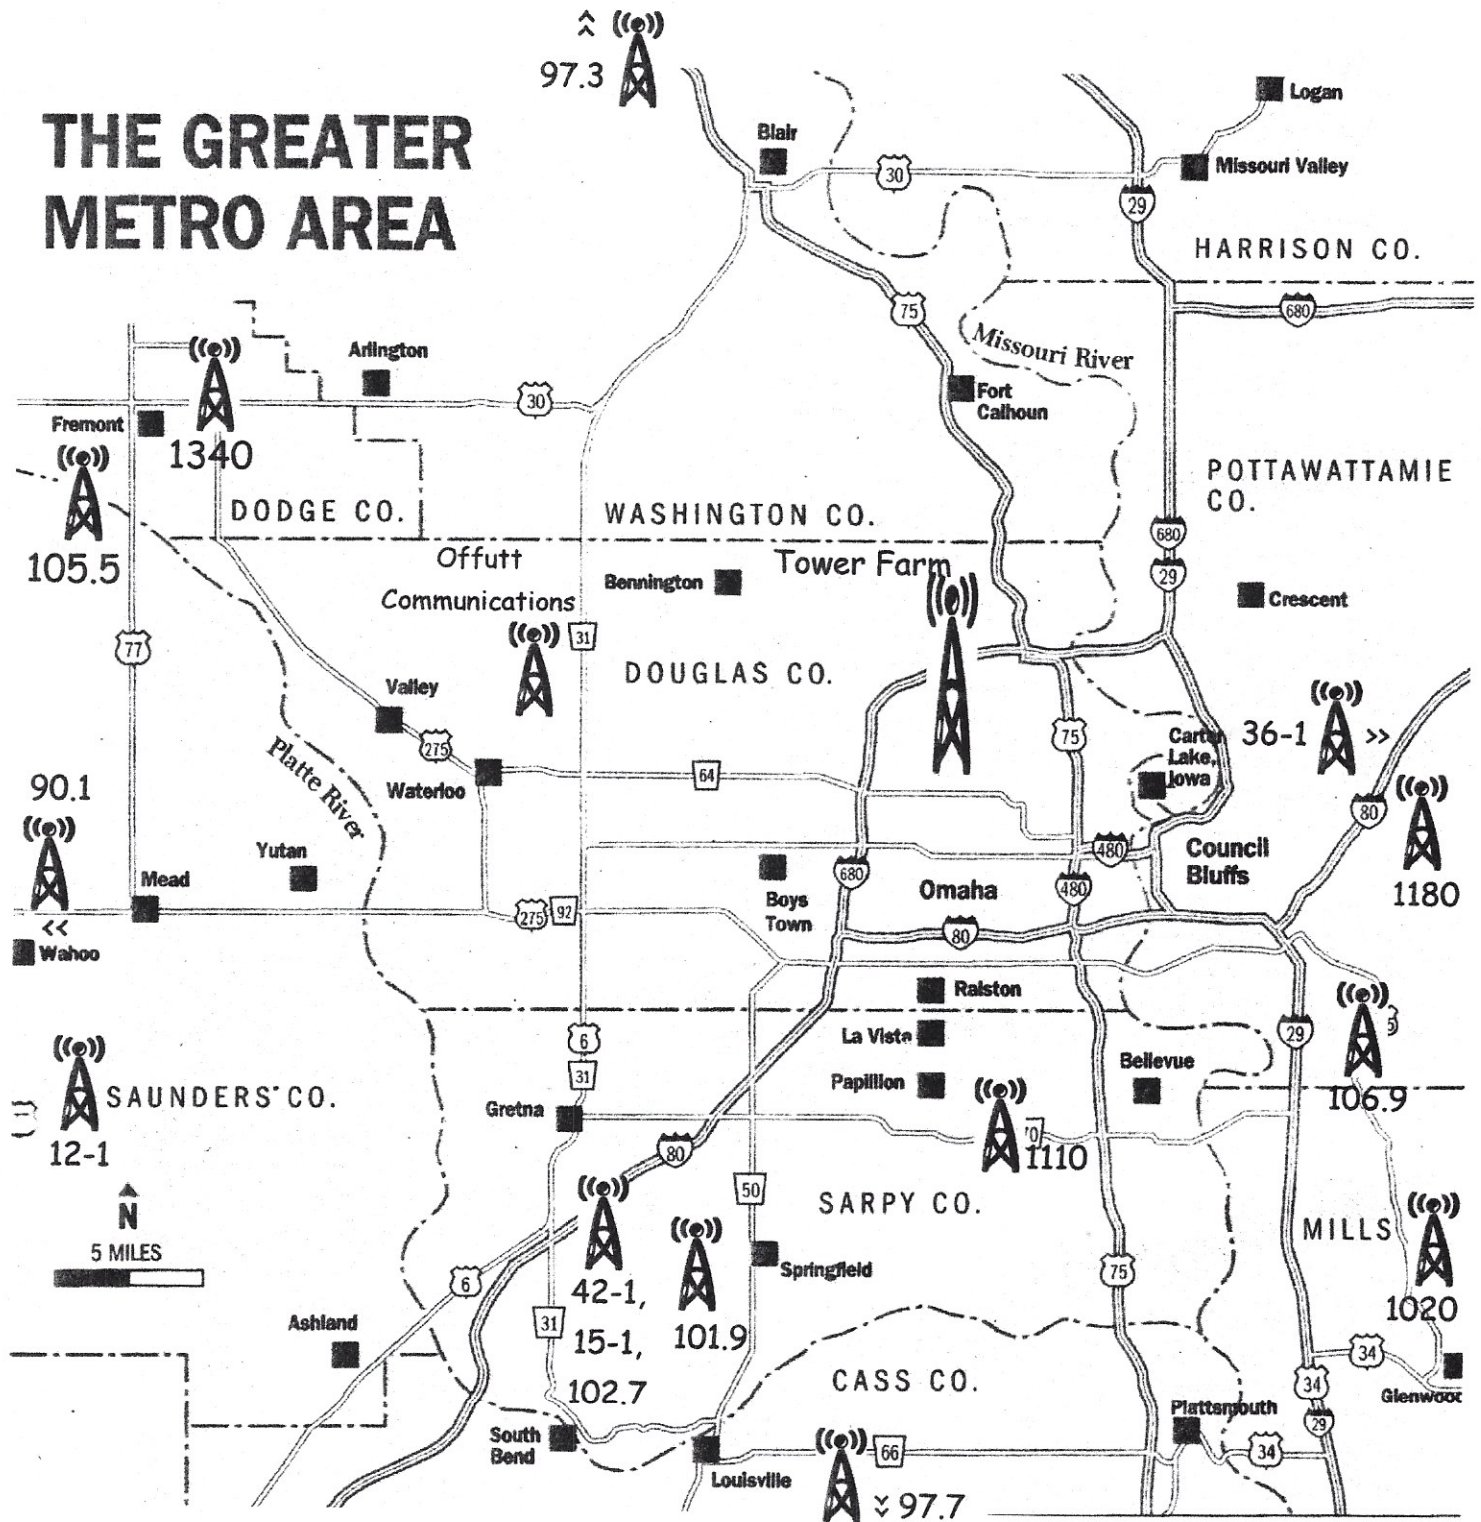 THE GREATER
METRO AREA
97.3
Blair
30
Logan
Missouri Valley
29
HARRISON CO.
75
680
Missouri River
Arlington
30
Fort
Calhoun
Fremont
1340
105.5
DODGE CO.
WASHINGTON CO.
POTTAWATTAMIE
CO.
680
29
Offutt
Communications
Bennington
Tower Farm
Crescent
77
31
DOUGLAS CO.
Valley
275
Platte River
Waterloo
64
75
Carter
Lake,
Iowa
36-1 >>
80
90.1
Yutan
Mead
<<
Wahoo
275
92
Boys
Town
680
Omaha
480
480
Council
Bluffs
1180
80
Ralston
La Vista
Papillion
Bellevue
29
106.9
6
31
SAUNDERS CO.
12-1
Gretna
80
1110
N
5 MILES
50
SARPY CO.
MILLS
6
42-1,
15-1,
102.7
101.9
Springfield
75
1020
Ashland
31
CASS CO.
34
34
29
Glenwood
South
Bend
Louisville
66
Plattsmouth
34
97.7